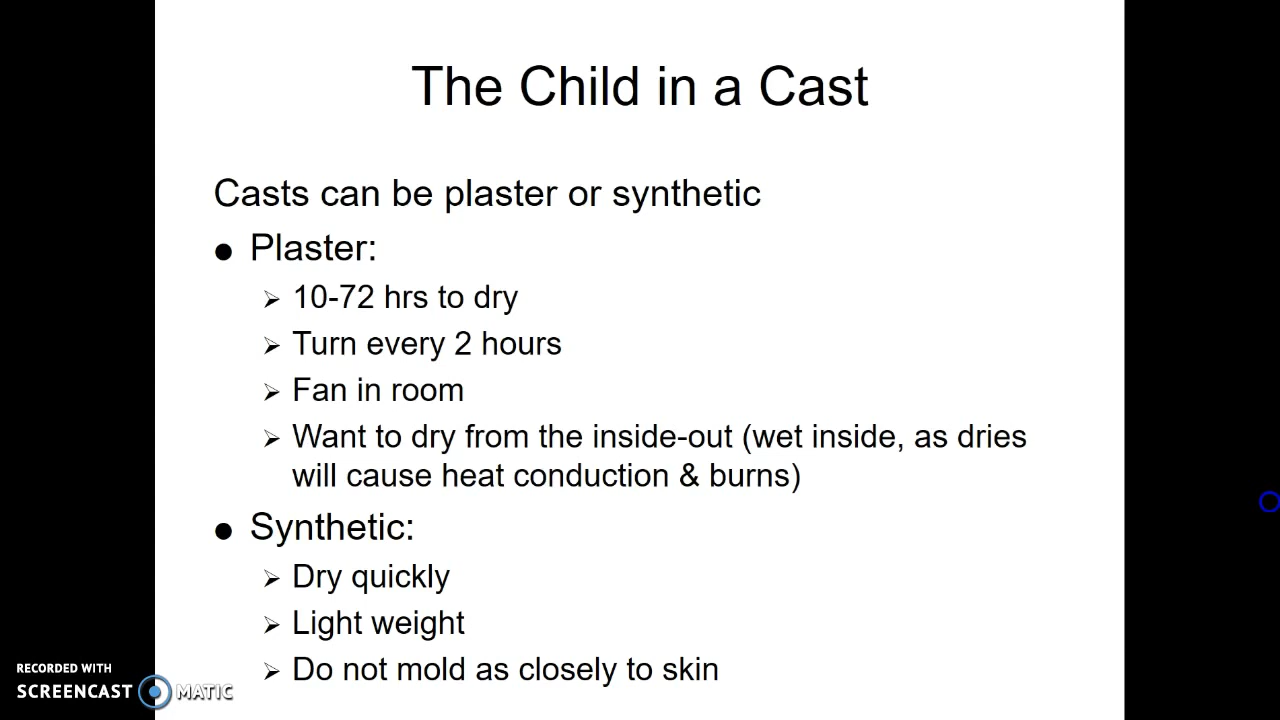 The Child in a Cast
Casts can be plaster or synthetic
● Plaster:
➢ 10-72 hrs to dry
➢ Turn every 2 hours
➢ Fan in room
➢ Want to dry from the inside-out (wet inside, as dries
will cause heat conduction & burns)
● Synthetic:
➢ Dry quickly
➢ Light weight
➢ Do not mold as closely to skin
RECORDED WITH
SCREENCAST MATIC